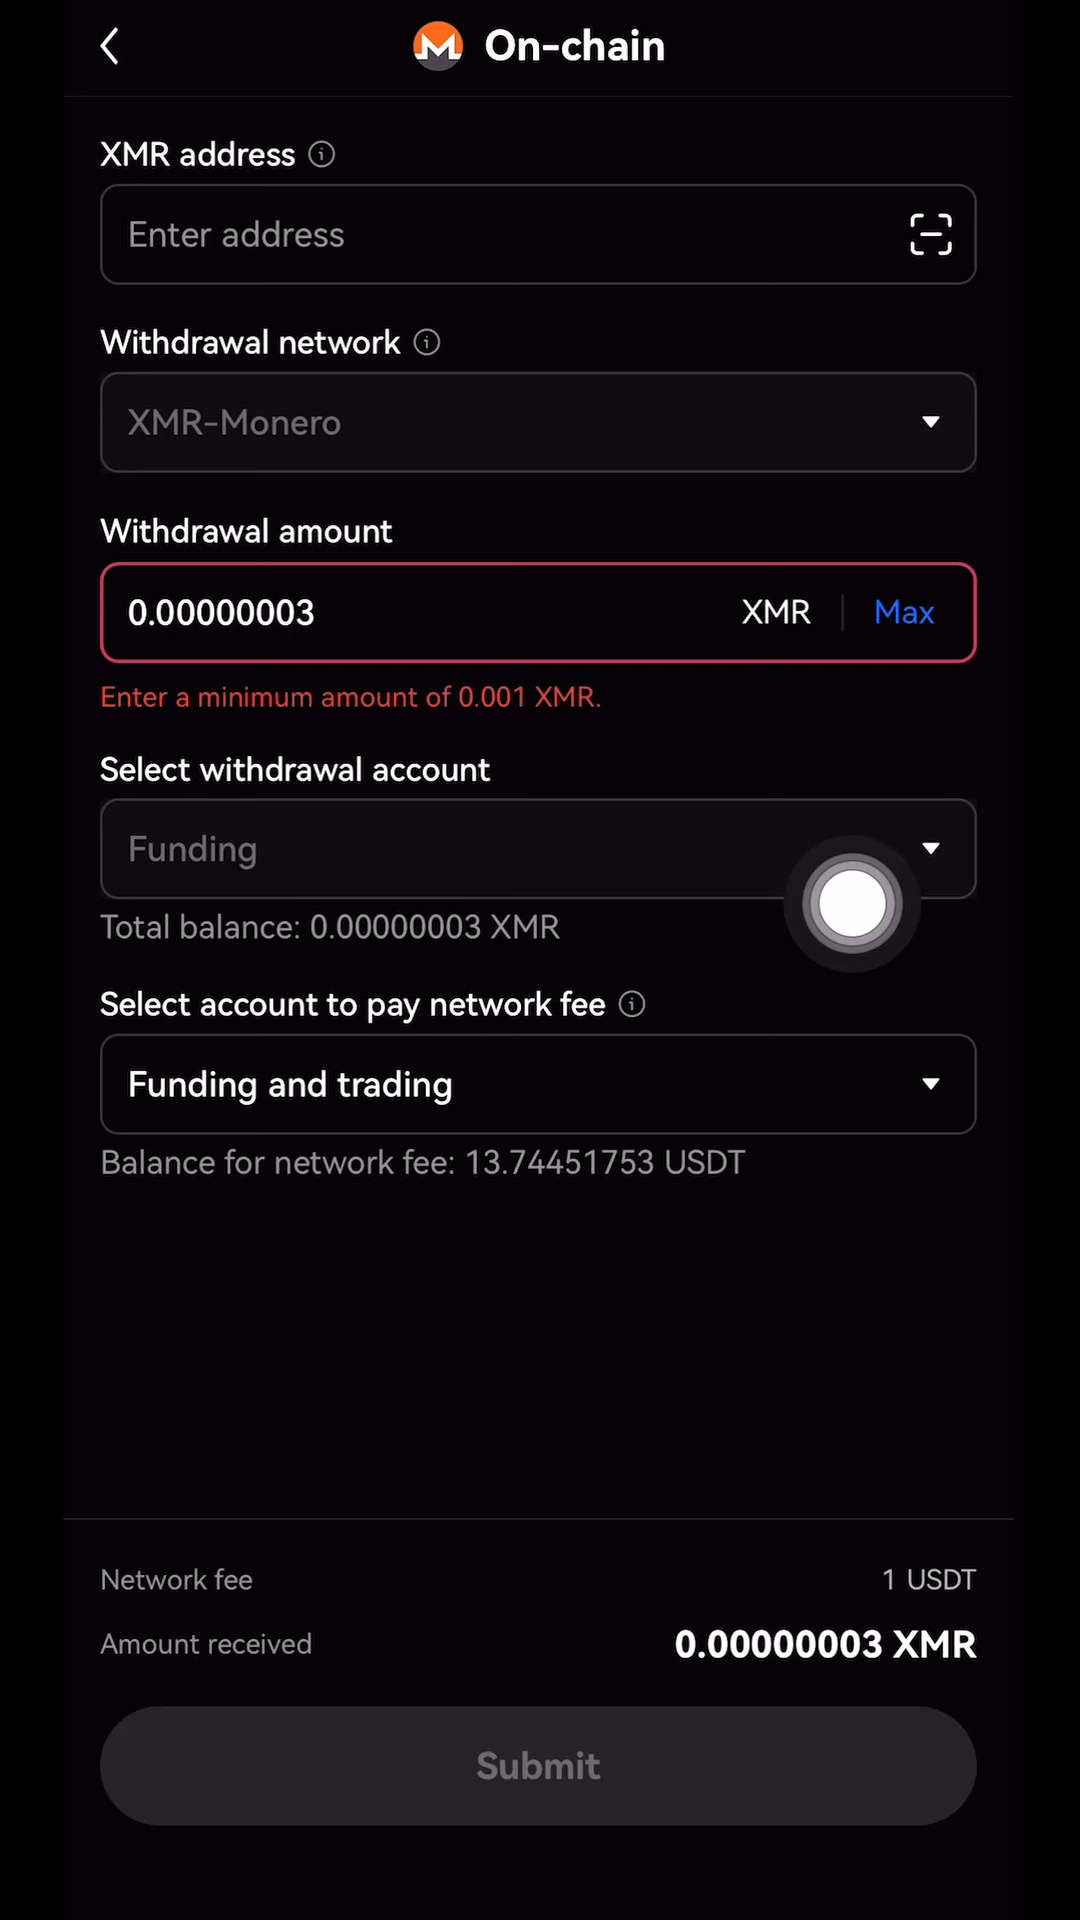 On-chain
XMR address
Enter address
Withdrawal network
XMR-Monero
Withdrawal amount
0.00000003 XMR Max
Enter a minimum amount of 0.001 XMR.
Select withdrawal account
Funding
Total balance: 0.00000003 XMR
Select account to pay network fee
Funding and trading
Balance for network fee: 13.74451753 USDT
Network fee 1 USDT
Amount received 0.00000003 XMR
Submit